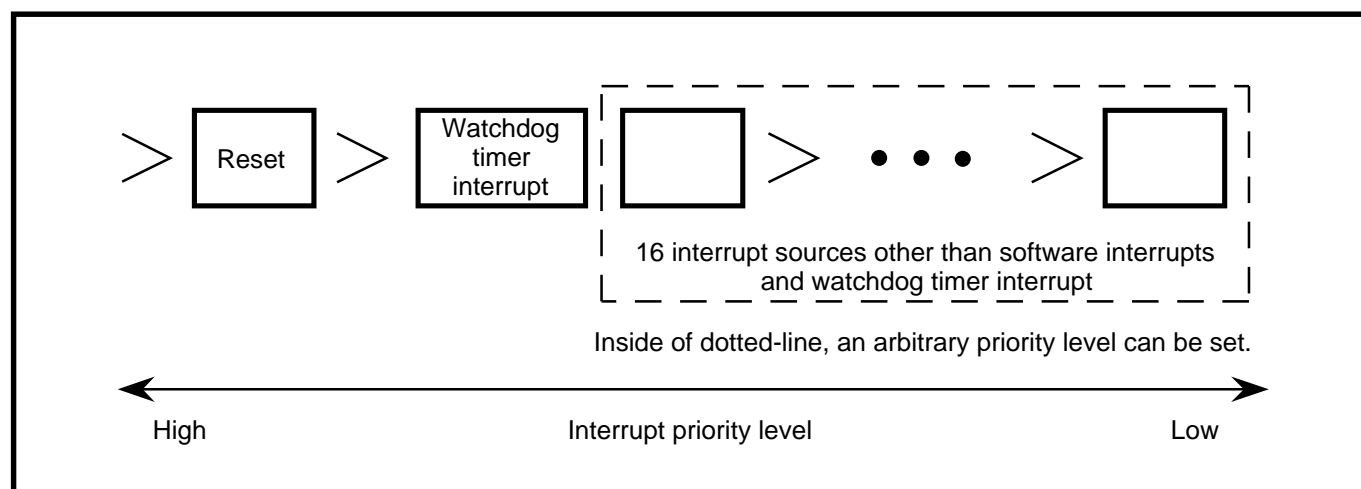 Reset
Watchdog
timer
interrupt
16 interrupt sources other than software interrupts
and watchdog timer interrupt
Inside of dotted-line, an arbitrary priority level can be set.
High
Interrupt priority level
Low